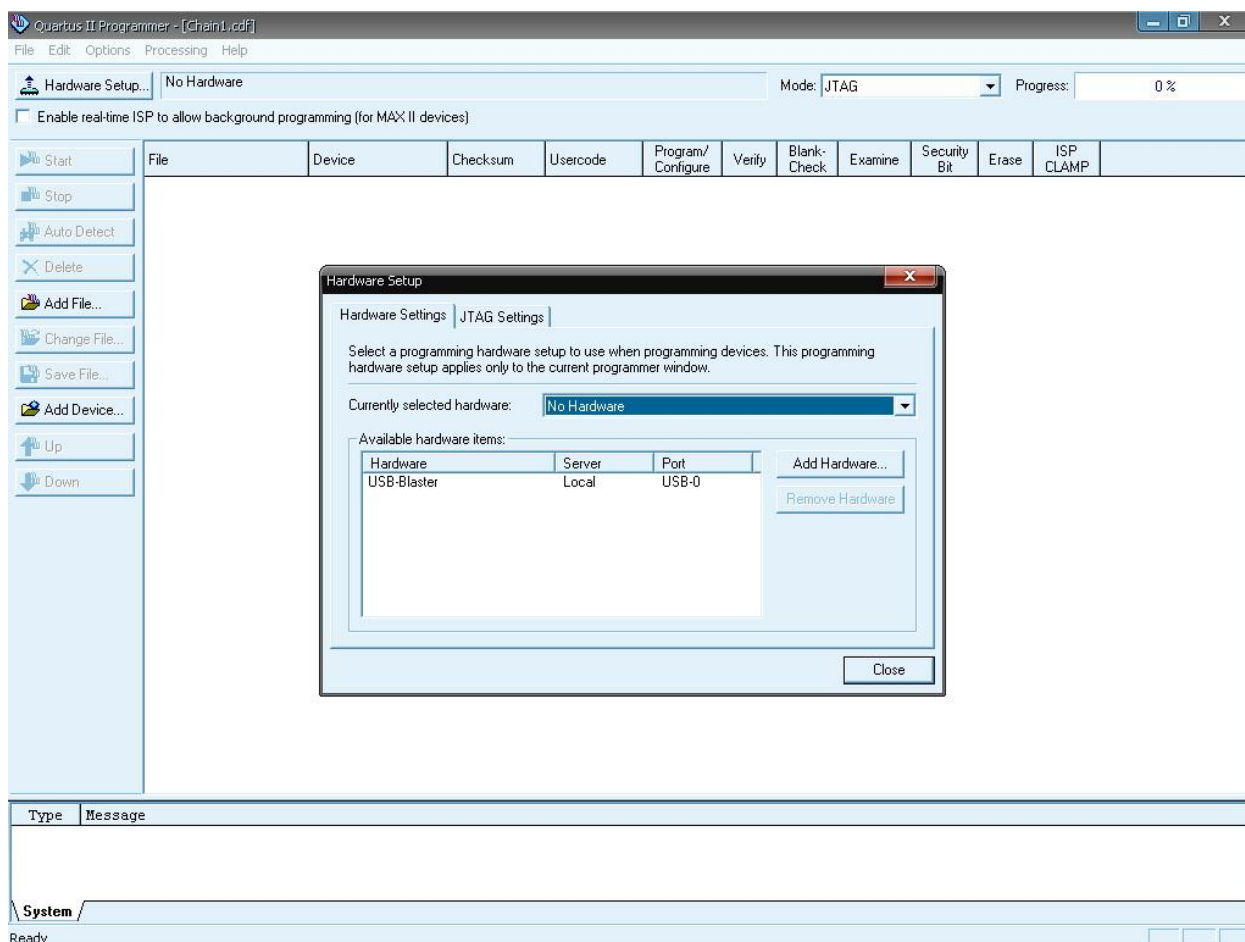 Quartus II Programmer - [Chain1.cdf]
File Edit Options Processing Help
Hardware Setup... No Hardware Mode: JTAG Progress: 0 %
Enable real-time ISP to allow background programming (for MAX II devices)
Start
File Device Checksum Usercode Program/ Configure Verify Blank- Check Examine Security Bit Erase ISP CLAMP
Stop
Auto Detect
Delete
Add File...
Change File...
Save File...
Add Device...
Up
Down
Hardware Setup
X
Hardware Settings JTAG Settings
Select a programming hardware setup to use when programming devices. This programming
hardware setup applies only to the current programmer window.
Currently selected hardware: No Hardware
Available hardware items:
Hardware Server Port
USB-Blaster Local USB-0
Add Hardware...
Remove Hardware
Close
Type Message
System
Ready